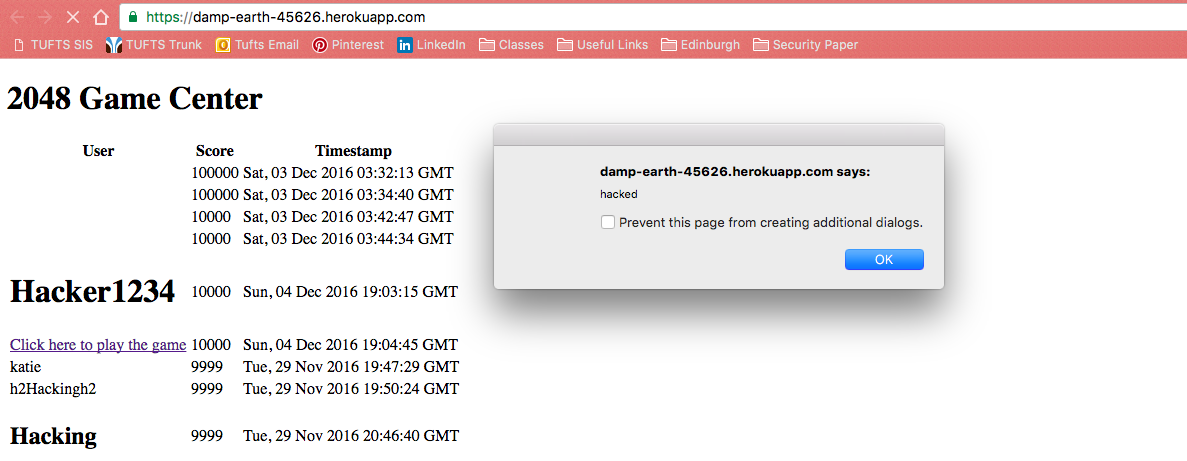 https://damp-earth-45626.herokuapp.com
TUFTS SIS TUFTS Trunk Tufts Email Pinterest LinkedIn Classes Useful Links Edinburgh Security Paper
2048 Game Center
User Score Timestamp
100000 Sat, 03 Dec 2016 03:32:13 GMT
100000 Sat, 03 Dec 2016 03:34:40 GMT
10000 Sat, 03 Dec 2016 03:42:47 GMT
10000 Sat, 03 Dec 2016 03:44:34 GMT
Hacker1234 10000 Sun, 04 Dec 2016 19:03:15 GMT
Click here to play the game 10000 Sun, 04 Dec 2016 19:04:45 GMT
katie 9999 Tue, 29 Nov 2016 19:47:29 GMT
h2Hackingh2 9999 Tue, 29 Nov 2016 19:50:24 GMT
Hacking 9999 Tue, 29 Nov 2016 20:46:40 GMT
damp-earth-45626.herokuapp.com says:
hacked
Prevent this page from creating additional dialogs.
OK